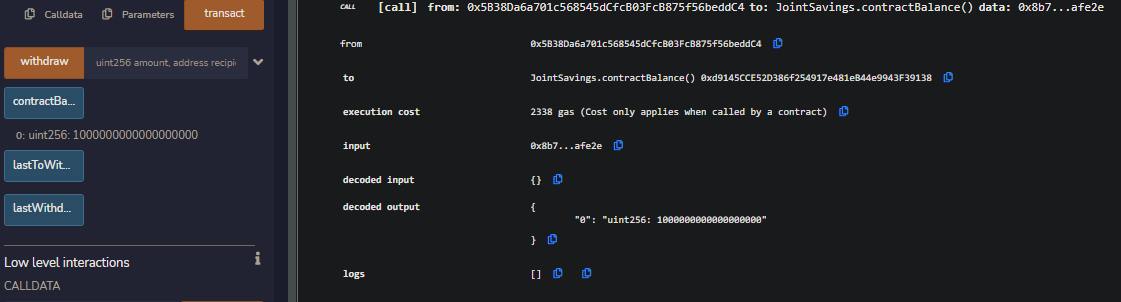 Calldata Parameters transact
withdraw uint256 amount, address recipi
contractBa...
0: uint256: 1000000000000000000
lastToWit...
lastWithd...
Low level interactions
CALLDATA
CALL [call] from: 0x5B38Da6a701c568545dCfcB03FcB875f56beddC4 to: JointSavings.contractBalance() data: 0x8b7...afe2e
from 0x5B38Da6a701c568545dCfcB03FcB875f56beddC4
to JointSavings.contractBalance() 0xd9145CCE52D386f254917e481eB44e9943F39138
execution cost 2338 gas (Cost only applies when called by a contract)
input 0x8b7...afe2e
decoded input {}
decoded output {
"0": "uint256: 1000000000000000000"
}
logs []